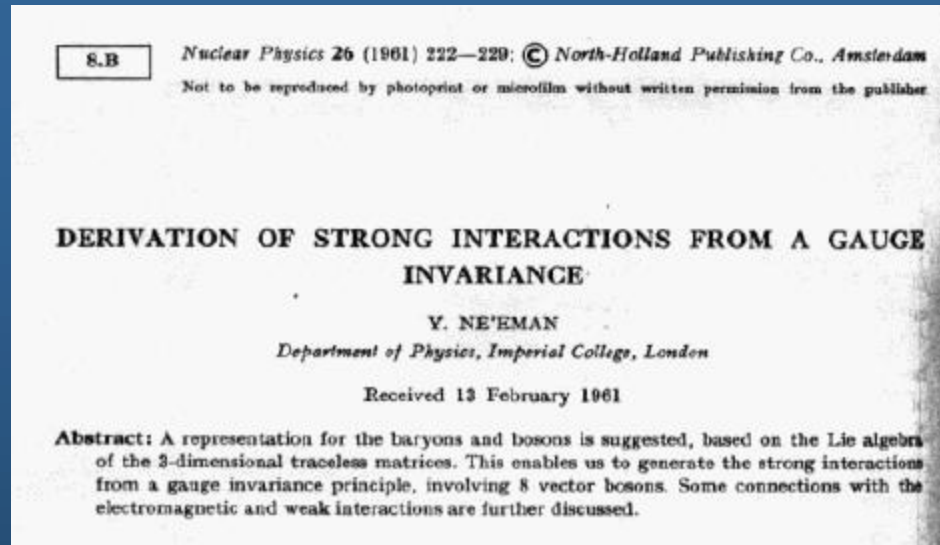 8.B
Nuclear Physics 26 (1961) 222—229; © North-Holland Publishing Co., Amsterdam
Not to be reproduced by photoprint or microfilm without written permission from the publisher
DERIVATION OF STRONG INTERACTIONS FROM A GAUGE
INVARIANCE
Y. NE'EMAN
Department of Physics, Imperial College, London
Received 13 February 1961
Abstract: A representation for the baryons and bosons is suggested, based on the Lie algebra
of the 3-dimensional traceless matrices. This enables us to generate the strong interactions
from a gauge invariance principle, involving 8 vector bosons. Some connections with the
electromagnetic and weak interactions are further discussed.